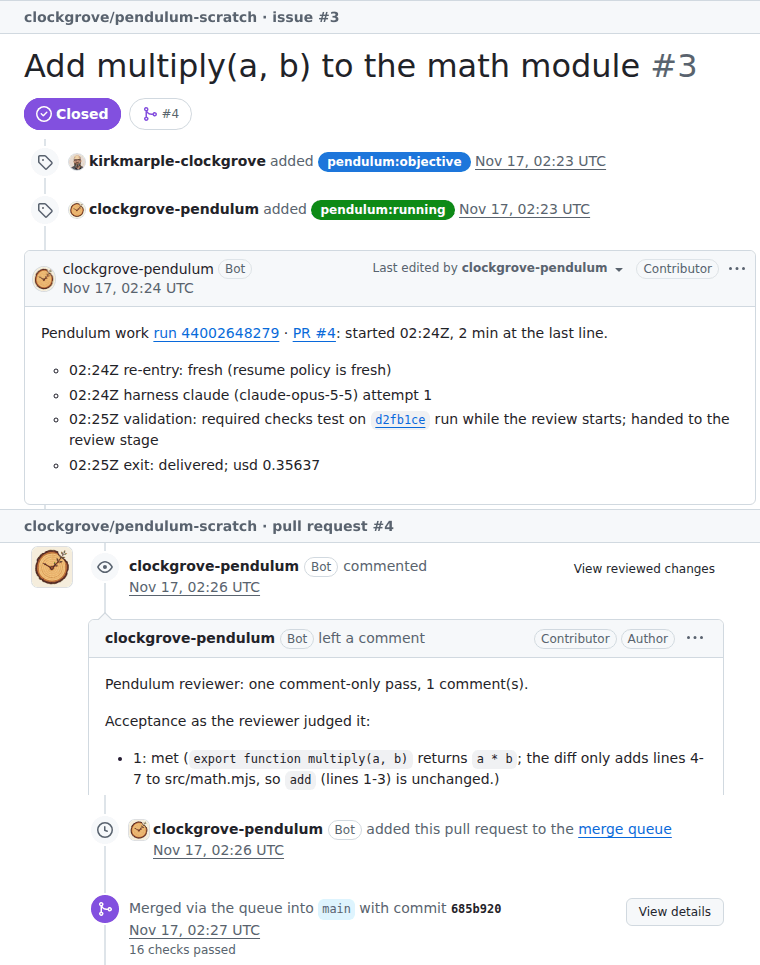 clockgrove/pendulum-scratch · issue #3
Add multiply(a, b) to the math module #3
Closed #4
kirkmarple-clockgrove added pendulum:objective Nov 17, 02:23 UTC
clockgrove-pendulum added pendulum:running Nov 17, 02:23 UTC
clockgrove-pendulum Bot Last edited by clockgrove-pendulum Contributor
Nov 17, 02:24 UTC
Pendulum work run 44002648279 · PR #4: started 02:24Z, 2 min at the last line.
02:24Z re-entry: fresh (resume policy is fresh)
02:24Z harness claude (claude-opus-5-5) attempt 1
02:25Z validation: required checks test on d2fb1ce run while the review starts; handed to the
review stage
02:25Z exit: delivered; usd 0.35637
clockgrove/pendulum-scratch · pull request #4
clockgrove-pendulum Bot commented View reviewed changes
Nov 17, 02:26 UTC
clockgrove-pendulum Bot left a comment Contributor Author
Pendulum reviewer: one comment-only pass, 1 comment(s).
Acceptance as the reviewer judged it:
1: met (export function multiply(a, b) returns a * b; the diff only adds lines 4-
7 to src/math.mjs, so add (lines 1-3) is unchanged.)
clockgrove-pendulum Bot added this pull request to the merge queue
Nov 17, 02:26 UTC
Merged via the queue into main with commit 685b920 View details
Nov 17, 02:27 UTC
16 checks passed